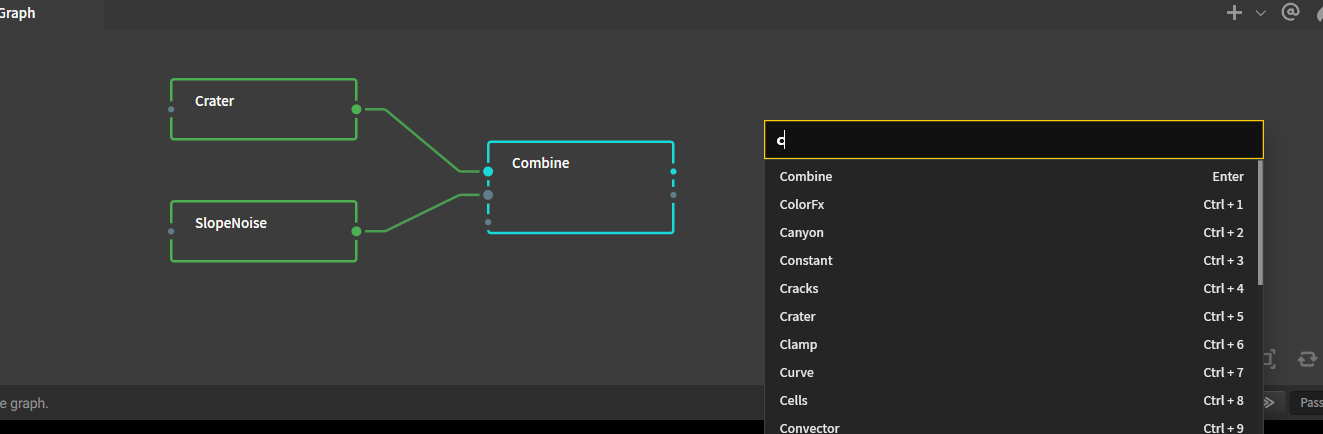 Graph
Crater
Combine
SlopeNoise
c
Combine Enter
ColorFx Ctrl + 1
Canyon Ctrl + 2
Constant Ctrl + 3
Cracks Ctrl + 4
Crater Ctrl + 5
Clamp Ctrl + 6
Curve Ctrl + 7
Cells Ctrl + 8
Convector Ctrl + 9
e graph.
Pass